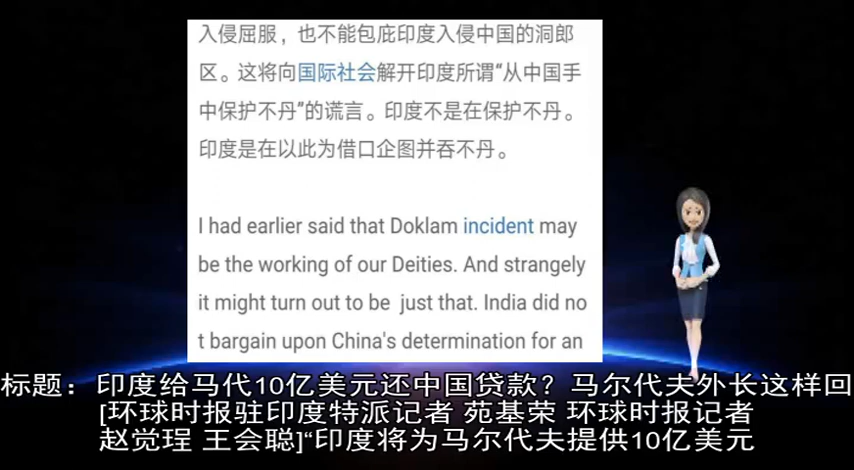 入侵屈服，也不能包庇印度入侵中国的洞郎
区。这将向国际社会解开印度所谓“从中国手
中保护不丹”的谎言。印度不是在保护不丹。
印度是在以此为借口企图并吞不丹。
I had earlier said that Doklam incident may
be the working of our Deities. And strangely
it might turn out to be just that. India did no
t bargain upon China's determination for an
标题：印度给马代10亿美元还中国贷款？马尔代夫外长这样回
[环球时报驻印度特派记者 苑基荣 环球时报记者
赵觉珵 王会聪]“印度将为马尔代夫提供10亿美元